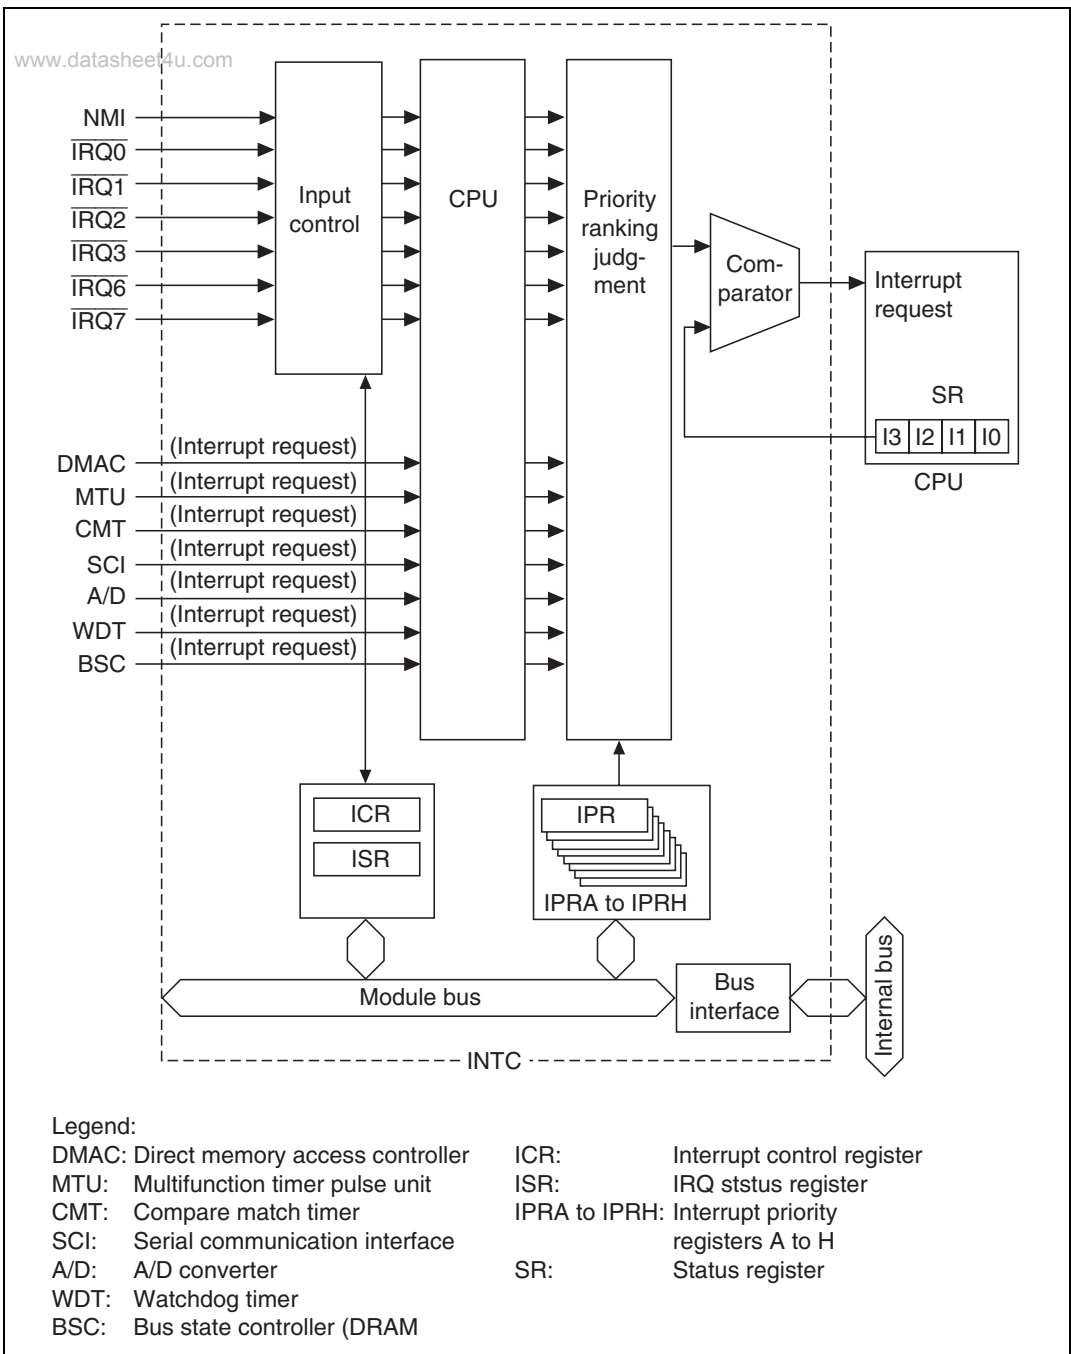 www.datasheet4u.com
NMI
IRQ0
IRQ1
IRQ2
IRQ3
IRQ6
IRQ7
Input
control
CPU
Priority
ranking
judg-
ment
Com-
parator
Interrupt
request
SR
I3 I2 I1 I0
CPU
DMAC (Interrupt request)
MTU (Interrupt request)
CMT (Interrupt request)
SCI (Interrupt request)
A/D (Interrupt request)
WDT (Interrupt request)
BSC (Interrupt request)
ICR
ISR
IPR
IPRA to IPRH
Module bus
Bus
interface
Internal bus
INTC
Legend:
DMAC: Direct memory access controller
MTU: Multifunction timer pulse unit
CMT: Compare match timer
SCI: Serial communication interface
A/D: A/D converter
WDT: Watchdog timer
BSC: Bus state controller (DRAM
ICR: Interrupt control register
ISR: IRQ ststus register
IPRA to IPRH: Interrupt priority
registers A to H
SR: Status register